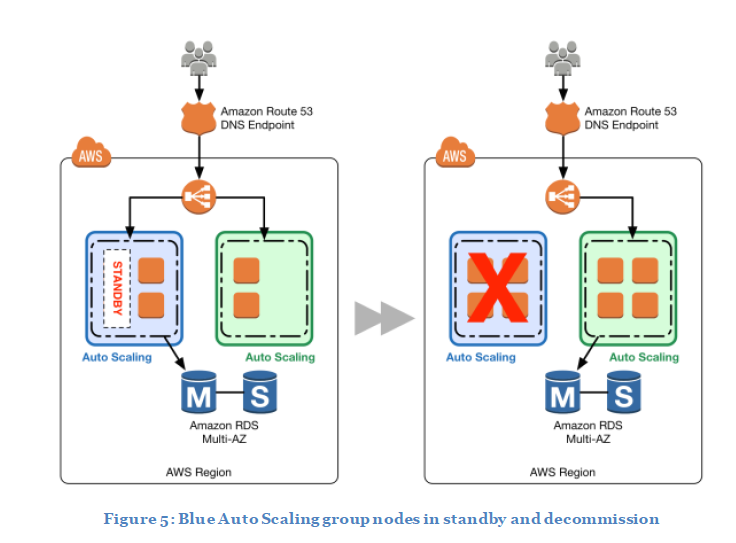 Amazon Route 53
DNS Endpoint
AWS
STANDBY
Auto Scaling
Auto Scaling
M
S
Amazon RDS
Multi-AZ
AWS Region
Amazon Route 53
DNS Endpoint
AWS
X
Auto Scaling
Auto Scaling
M
S
Amazon RDS
Multi-AZ
AWS Region
Figure 5: Blue Auto Scaling group nodes in standby and decommission